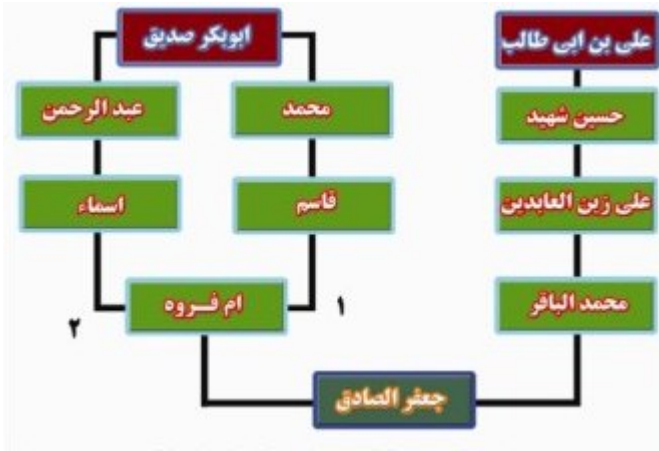 علی بن ابی طالب
ابوبکر صدیق
حسین شهید
محمد
عبد الرحمن
علی زین العابدین
قاسم
اسماء
محمد الباقر
۱
ام فــروه
۲
جعفر الصادق